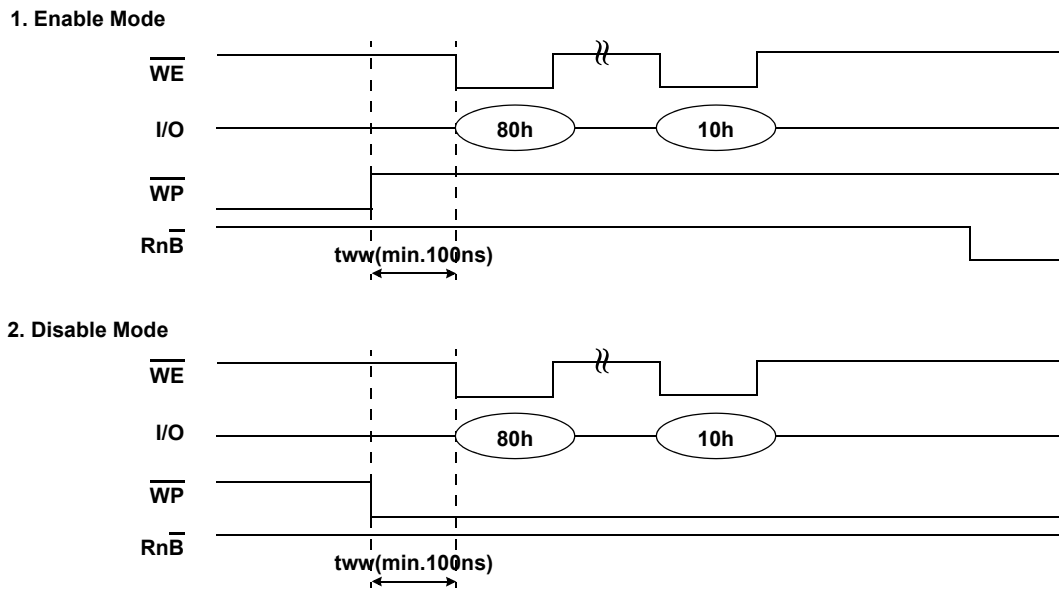 1. Enable Mode
WE
I/O
80h
10h
WP
RnB
tww(min.100ns)
2. Disable Mode
WE
I/O
80h
10h
WP
RnB
tww(min.100ns)